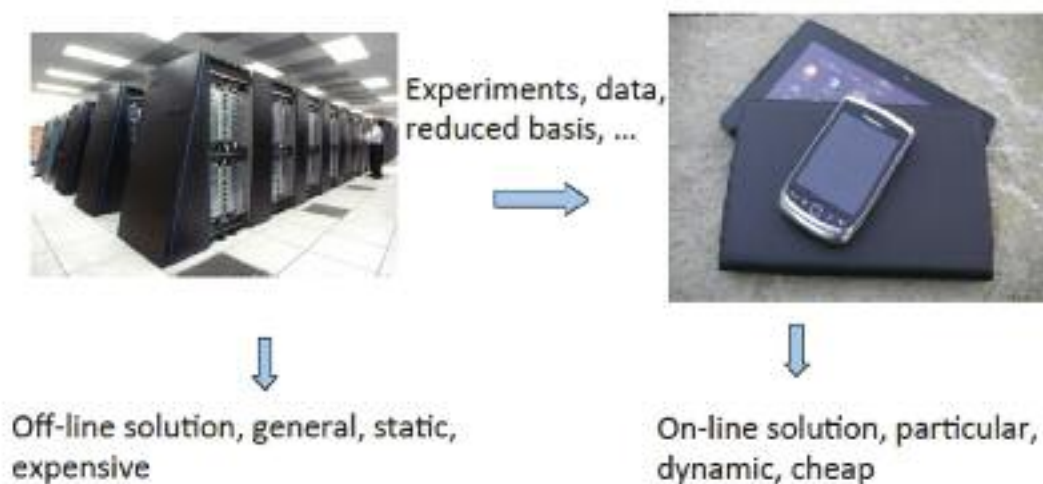 Experiments, data,
reduced basis, ...
Off-line solution, general, static,
expensive
On-line solution, particular,
dynamic, cheap